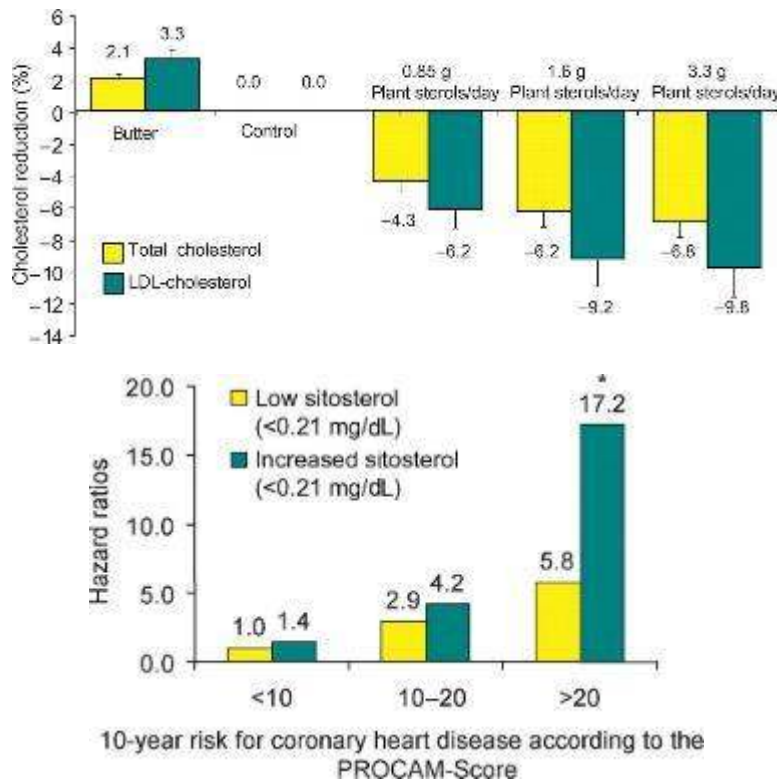 Cholesterol reduction (%)
6
4
2
0
−2
−4
−6
−8
−10
−12
−14
2.1
3.3
0.0
0.0
Butter
Control
0.85 g
Plant sterols/day
1.6 g
Plant sterols/day
3.3 g
Plant sterols/day
−4.3
−6.2
−6.2
−9.2
−6.8
−9.8
Total cholesterol
LDL-cholesterol
Hazard ratios
20.0
15.0
10.0
5.0
0.0
Low sitosterol
(<0.21 mg/dL)
Increased sitosterol
(<0.21 mg/dL)
1.0
1.4
2.9
4.2
5.8
*
17.2
<10
10–20
>20
10-year risk for coronary heart disease according to the
PROCAM-Score